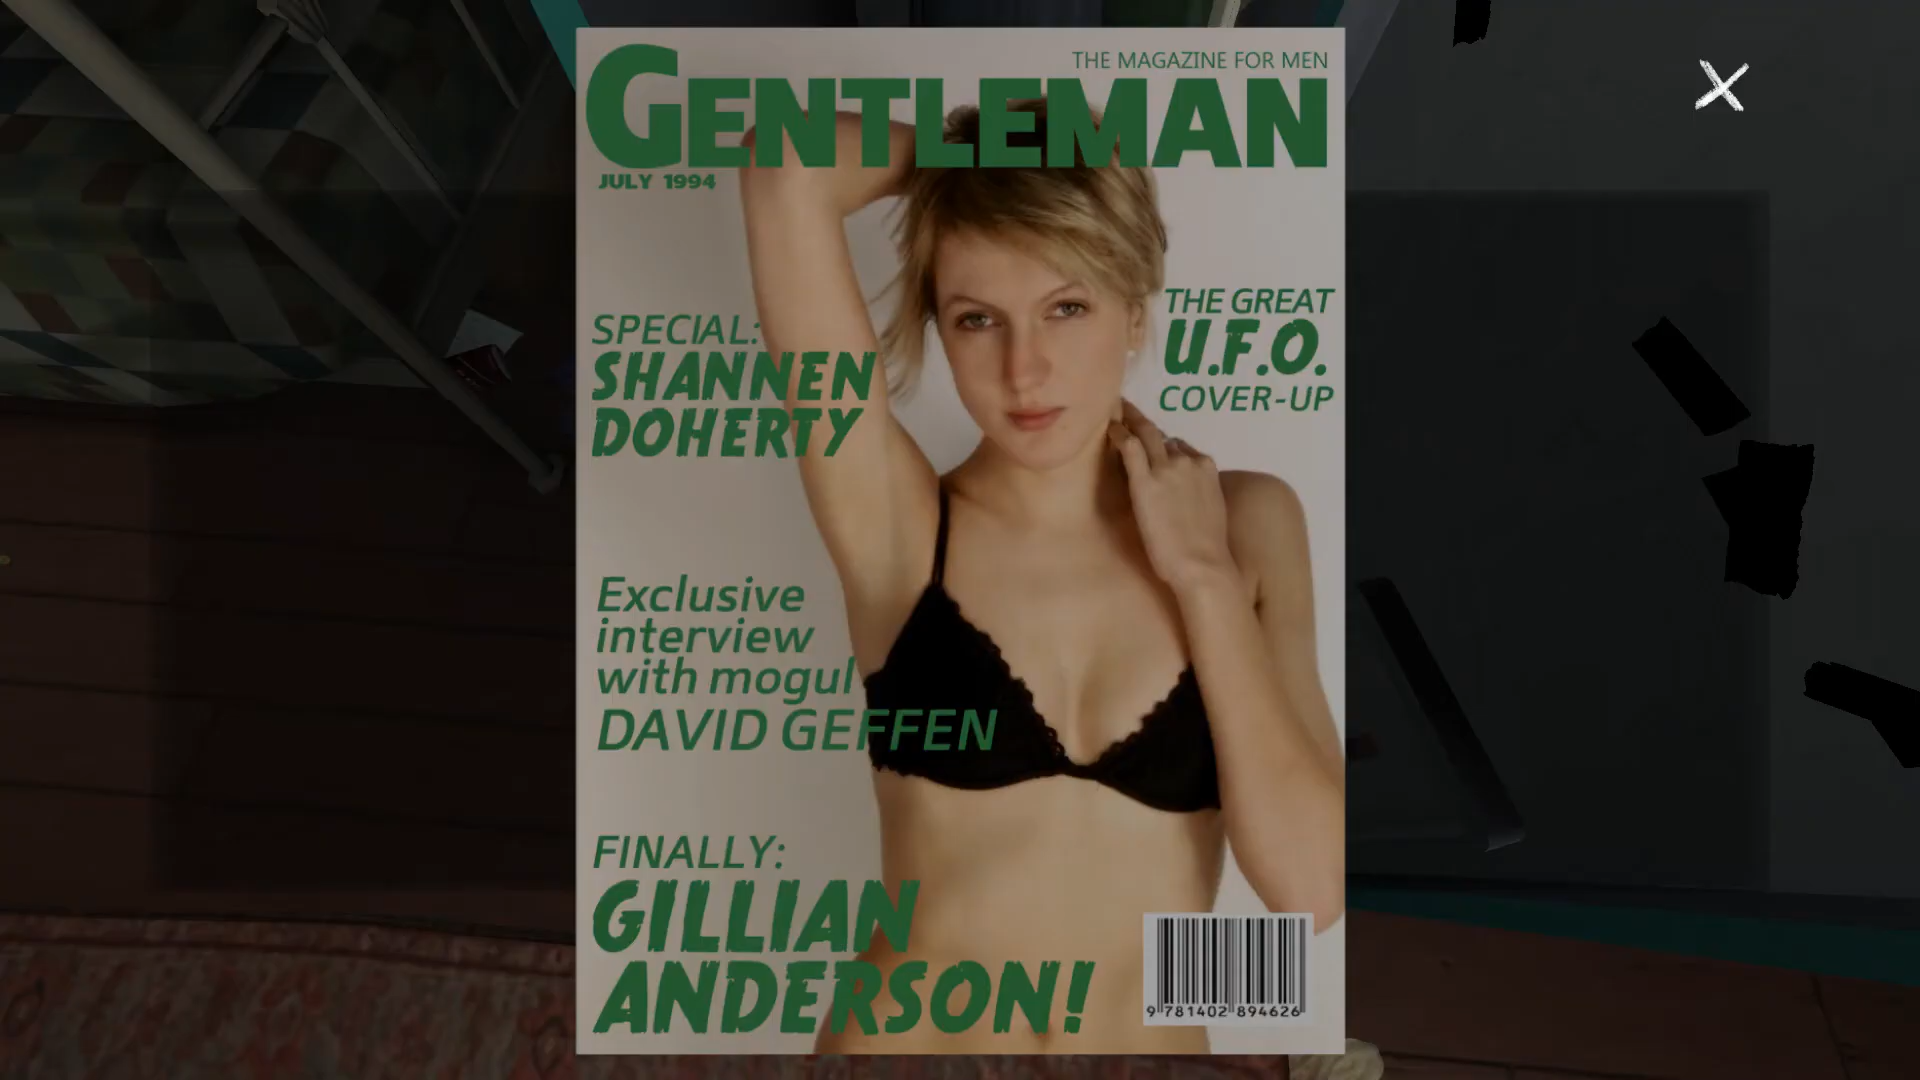 THE MAGAZINE FOR MEN
GENTLEMAN
JULY 1994
SPECIAL:
SHANNEN
DOHERTY
THE GREAT
U.F.O.
COVER-UP
Exclusive
interview
with mogul
DAVID GEFFEN
FINALLY:
GILLIAN
ANDERSON!
9 781402 894626